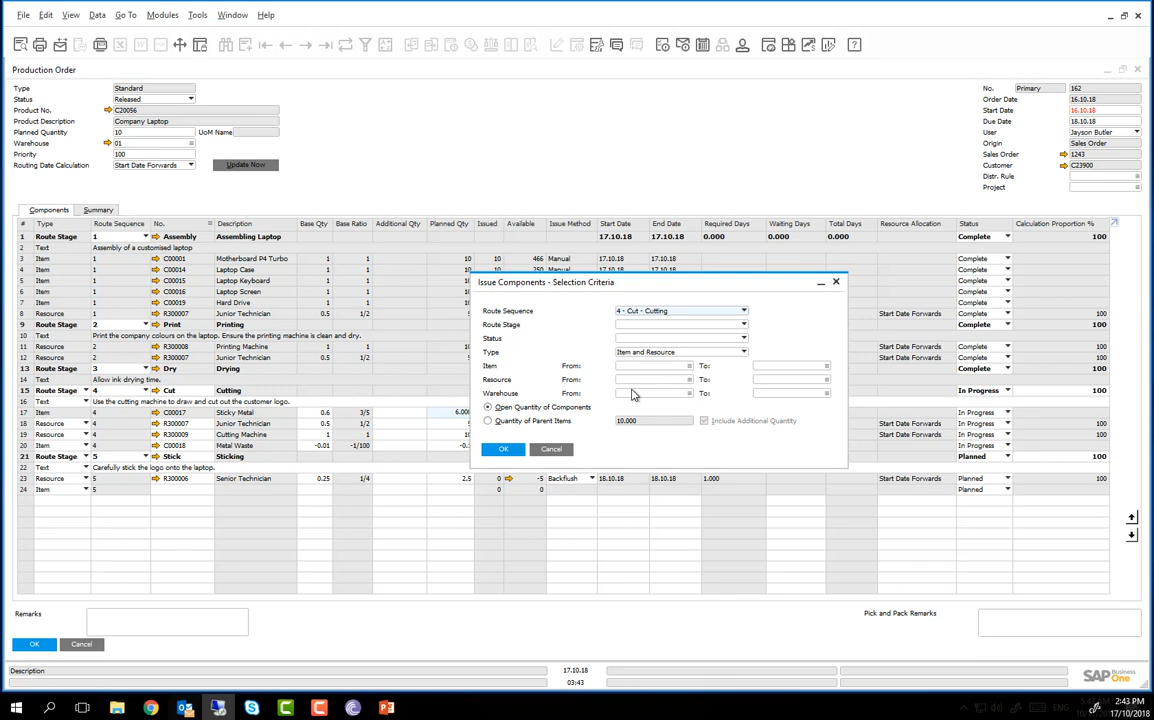 File Edit View Data Go To Modules Tools Window Help
Production Order
Type Standard No. Primary 162
Status Released Order Date 16.10.18
Product No. C20056 Start Date 16.10.18
Product Description Company Laptop Due Date 18.10.18
Planned Quantity 10 UoM Name User Jayson Butler
Warehouse 01 Origin Sales Order
Priority 100 Sales Order 1243
Routing Date Calculation Start Date Forwards Update Now Customer C23900
Distr. Rule
Project
Components Summary
# Type Route Sequence No. Description Base Qty Base Ratio Additional Qty Planned Qty Issued Available Issue Method Start Date End Date Required Days Waiting Days Total Days Resource Allocation Status Calculation Proportion %
1 Route Stage 1 Assembly Assembling Laptop 17.10.18 17.10.18 0.000 0.000 0.000 Complete 100
2 Text Assembly of a customised laptop
3 Item 1 C00001 Motherboard P4 Turbo 1 1 10 10 466 Manual 17.10.18 17.10.18 Complete
4 Item 1 C00014 Laptop Case 1 1 10 10 250 Manual 17.10.18 17.10.18 Complete
5 Item 1 C00015 Laptop Keyboard 1 1 Complete
6 Item 1 C00016 Laptop Screen 1 1 Complete
7 Item 1 C00019 Hard Drive 1 1 Complete
8 Resource 1 R300007 Junior Technician 0.5 1/2 Start Date Forwards Complete 100
9 Route Stage 2 Print Printing Complete 100
10 Text Print the company colours on the laptop. Ensure the printing machine is clean and dry.
11 Resource 2 R300008 Printing Machine 1 1 Start Date Forwards Complete 100
12 Resource 2 R300007 Junior Technician 0.5 1/2 Start Date Forwards Complete 100
13 Route Stage 3 Dry Drying Complete 100
14 Text Allow ink drying time.
15 Route Stage 4 Cut Cutting In Progress 100
16 Text Use the cutting machine to draw and cut out the customer logo.
17 Item 4 C00017 Sticky Metal 0.6 3/5 6.000 In Progress
18 Resource 4 R300007 Junior Technician 0.5 1/2 Start Date Forwards In Progress 100
19 Resource 4 R300009 Cutting Machine 1 1 Start Date Forwards In Progress 100
20 Item 4 C00018 Metal Waste -0.01 -1/100 In Progress
21 Route Stage 5 Stick Sticking Planned 100
22 Text Carefully stick the logo onto the laptop.
23 Resource 5 R300006 Senior Technician 0.25 1/4 2.5 0 -5 Backflush 18.10.18 18.10.18 1.000 Start Date Forwards Planned 100
24 Item 5 0 0 Planned
Issue Components - Selection Criteria
Route Sequence 4 - Cut - Cutting
Route Stage
Status
Type Item and Resource
Item From: To:
Resource From: To:
Warehouse From: To:
Open Quantity of Components
Quantity of Parent Items 10.000 Include Additional Quantity
OK Cancel
Remarks Pick and Pack Remarks
OK Cancel
Description 17.10.18
03:43
SAP Business One
ENG 2:43 PM
17/10/2018